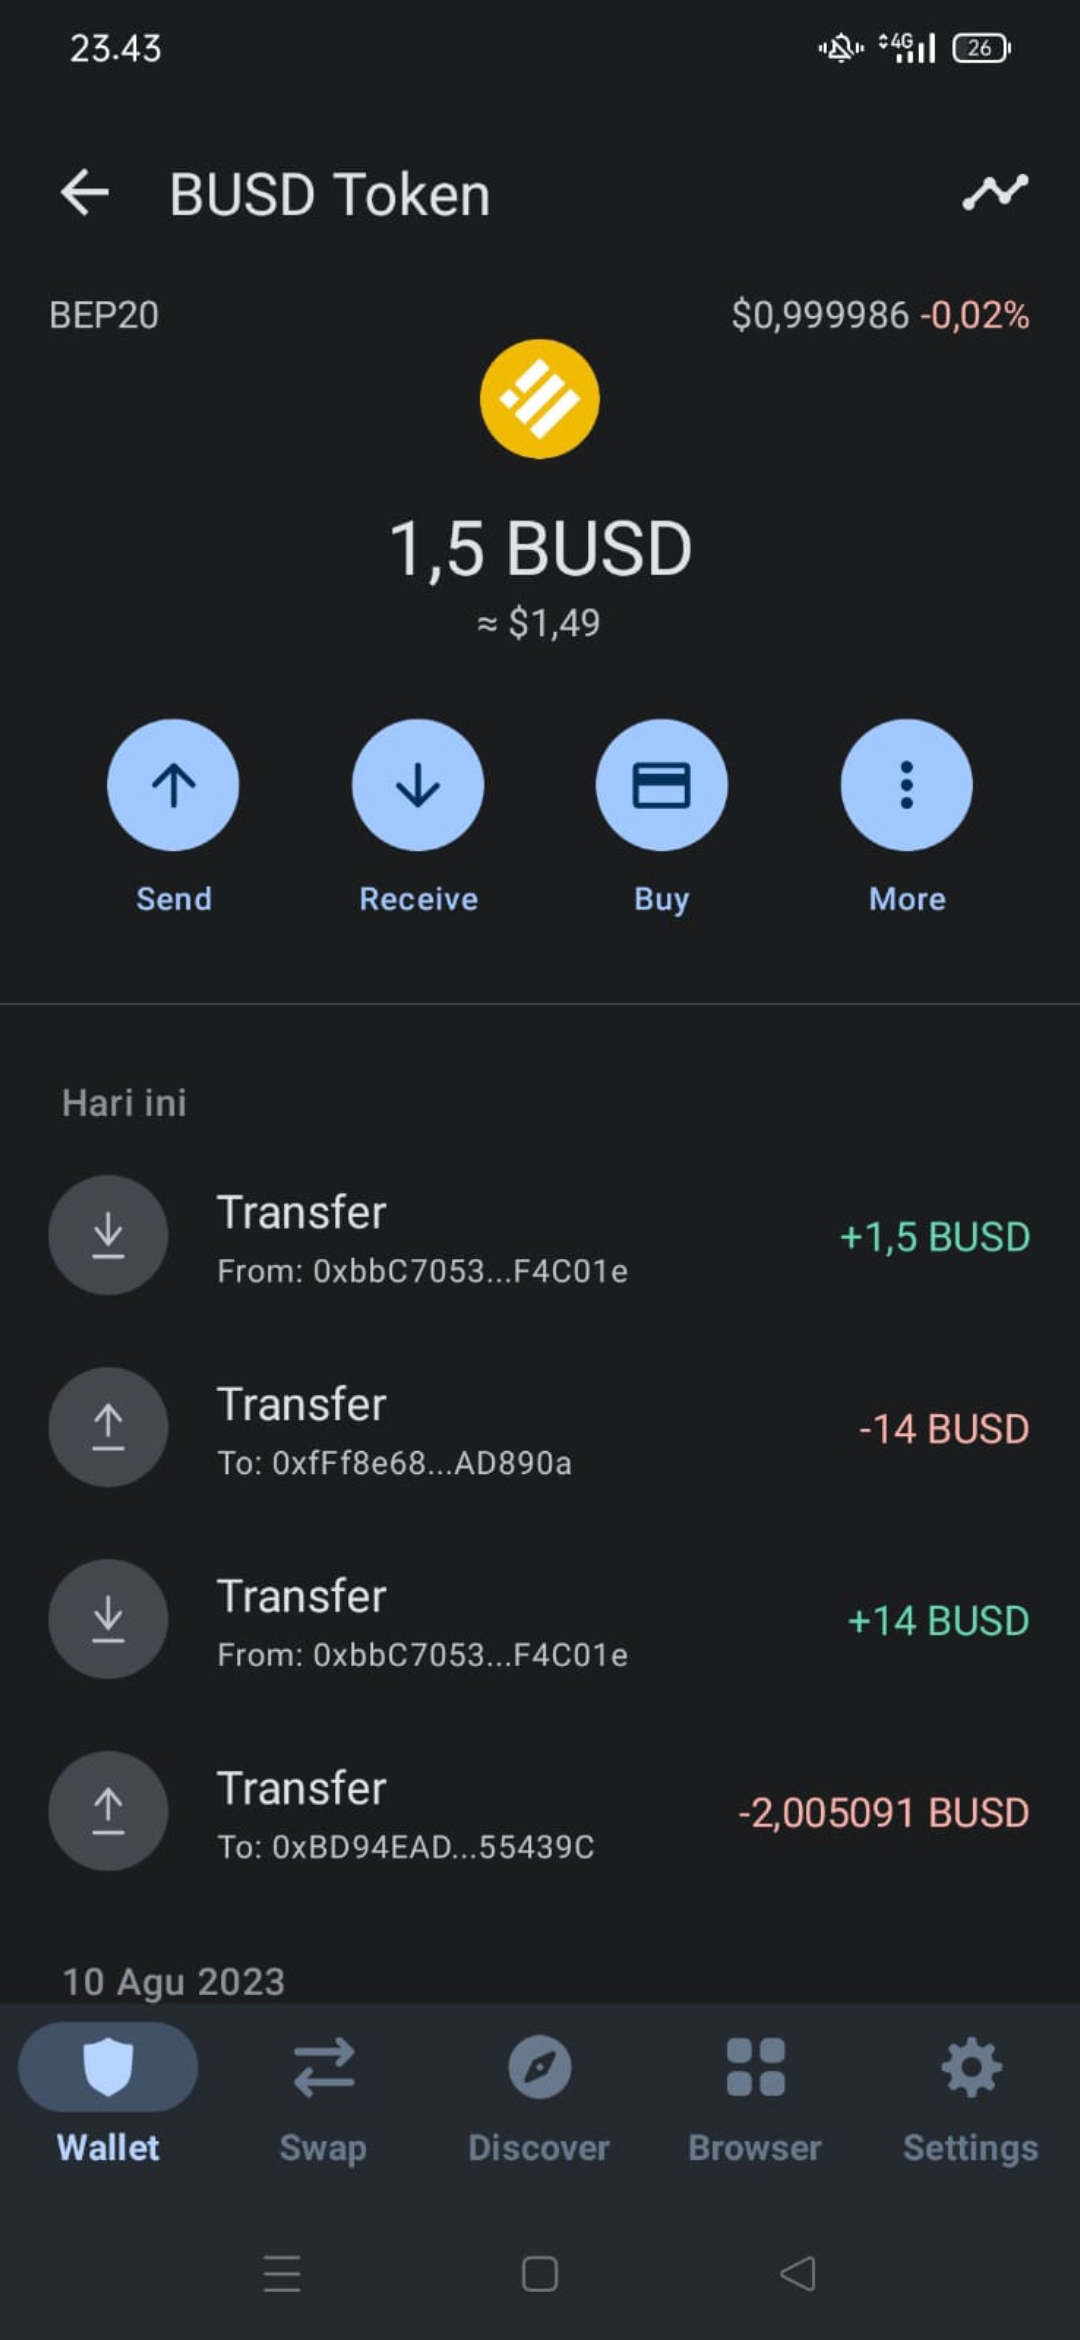 23.43
4G
26
BUSD Token
BEP20
$0,999986 -0,02%
1,5 BUSD
≈ $1,49
Send Receive Buy More
Hari ini
Transfer
+1,5 BUSD
From: 0xbbC7053...F4C01e
Transfer
-14 BUSD
To: 0xfFf8e68...AD890a
Transfer
+14 BUSD
From: 0xbbC7053...F4C01e
Transfer
-2,005091 BUSD
To: 0xBD94EAD...55439C
10 Agu 2023
Wallet Swap Discover Browser Settings